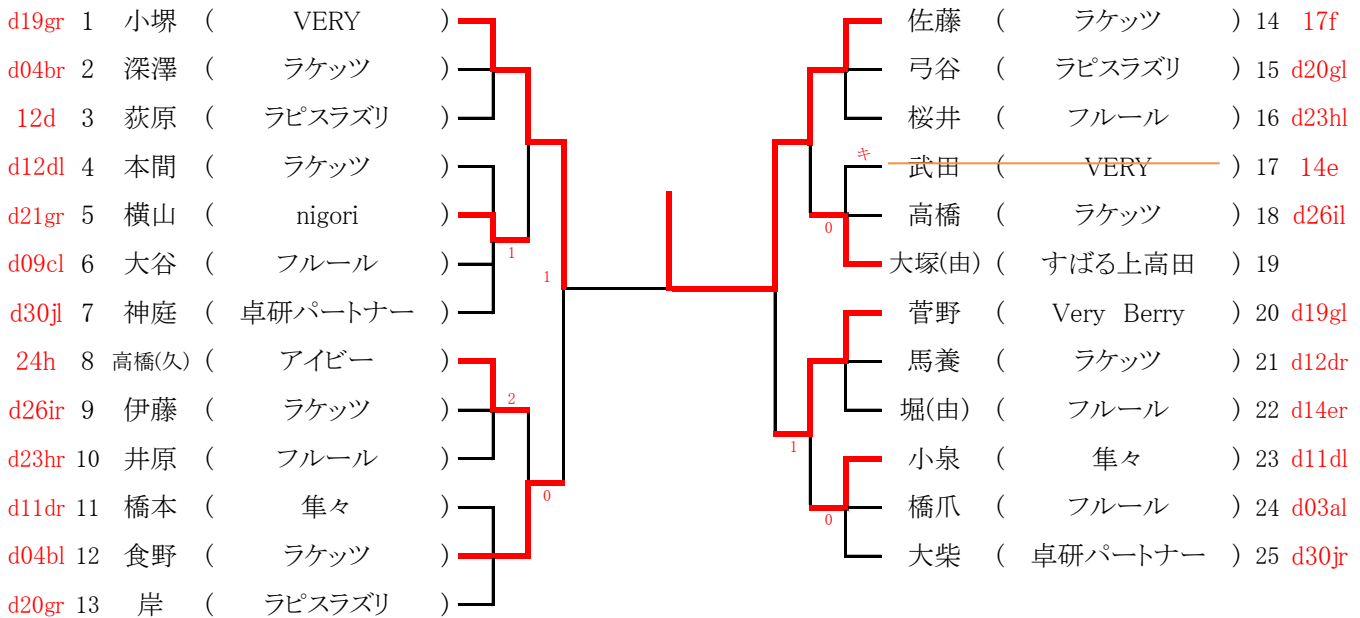 d19gr 1 小堺 ( VERY )
d04br 2 深澤 ( ラケッツ )
12d 3 荻原 ( ラピスラズリ )
d12dl 4 本間 ( ラケッツ )
d21gr 5 横山 ( nigori )
d09cl 6 大谷 ( フルール )
d30jl 7 神庭 ( 卓研パートナー )
24h 8 高橋(久) ( アイビー )
d26ir 9 伊藤 ( ラケッツ )
d23hr 10 井原 ( フルール )
d11dr 11 橋本 ( 隼々 )
d04bl 12 食野 ( ラケッツ )
d20gr 13 岸 ( ラピスラズリ )
1
1
2
0
佐藤 ( ラケッツ ) 14 17f
弓谷 ( ラピスラズリ ) 15 d20gl
桜井 ( フルール ) 16 d23hl
キ 武田 ( VERY ) 17 14e
高橋 ( ラケッツ ) 18 d26il
0
大塚(由) ( すばる上高田 ) 19
菅野 ( Very Berry ) 20 d19gl
馬養 ( ラケッツ ) 21 d12dr
堀(由) ( フルール ) 22 d14er
1
小泉 ( 隼々 ) 23 d11dl
橋爪 ( フルール ) 24 d03al
0
大柴 ( 卓研パートナー ) 25 d30jr